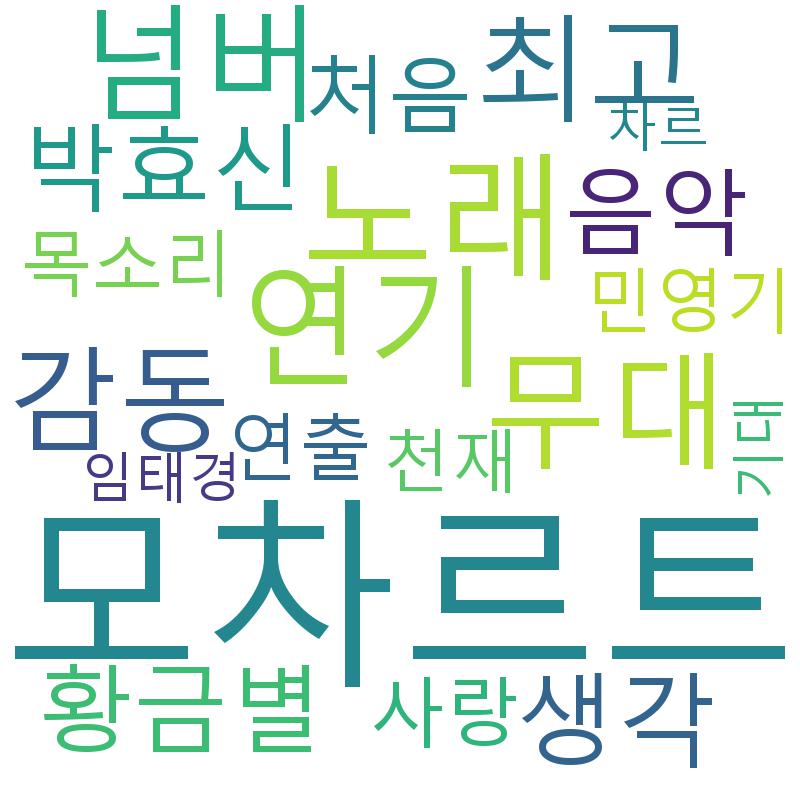 넘버
처음
최고
차르
박효신
노래
음악
목소리
연기
민영기
감동
무대
연출
천재
기대
임태경
모차르트
황금별
사랑
생각